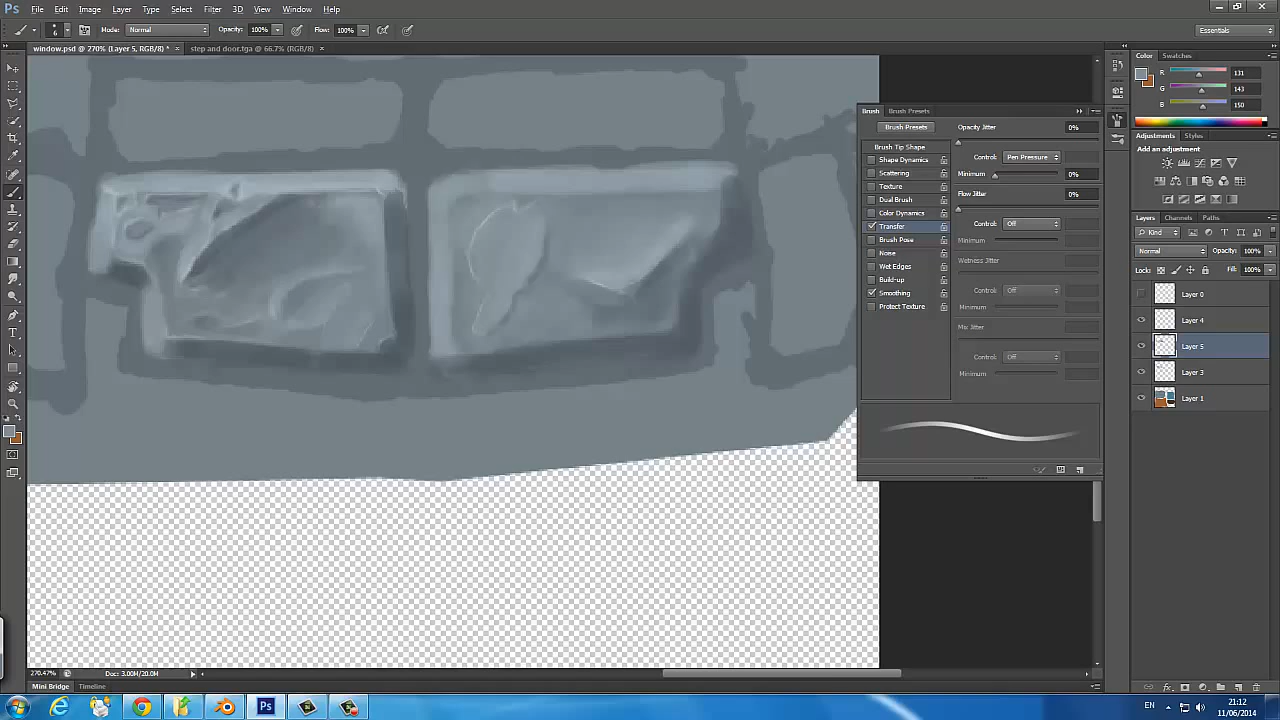 Ps File Edit Image Layer Type Select Filter 3D View Window Help
6 Mode: Normal Opacity: 100% Flow: 100% Essentials
window.psd @ 270% (Layer 5, RGB/8) * × step and door.tga @ 66.7% (RGB/8) ×
Color Swatches
R 131
G 143
B 150
Brush Brush Presets
Brush Presets Opacity Jitter 0%
Brush Tip Shape
Shape Dynamics Control: Pen Pressure
Scattering Minimum 0%
Texture
Dual Brush Flow Jitter 0%
Color Dynamics
Transfer Control: Off
Brush Pose Minimum
Noise
Wet Edges Wetness Jitter
Build-up
Smoothing Control: Off
Protect Texture Minimum
Mix Jitter
Control: Off
Minimum
Adjustments Styles
Add an adjustment
Layers Channels Paths
Kind
Normal Opacity: 100%
Lock: Fill: 100%
Layer 0
Layer 4
Layer 5
Layer 3
Layer 1
270.47% Doc: 3.00M/20.0M
Mini Bridge Timeline
Ps EN 21:12
11/06/2014